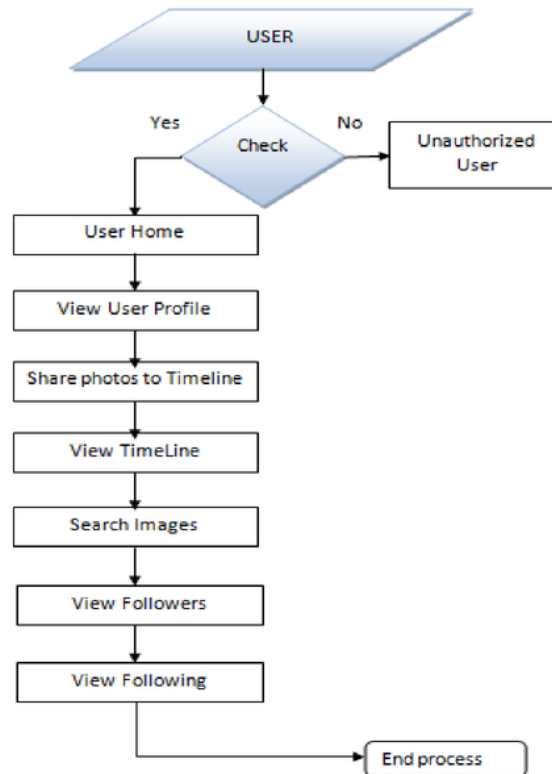 USER
Yes
No
Check
Unauthorized
User
User Home
View User Profile
Share photos to Timeline
View TimeLine
Search Images
View Followers
View Following
End process